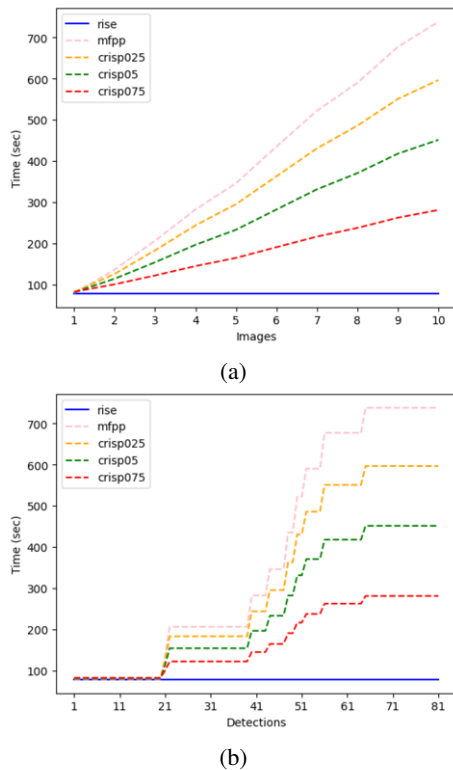 rise
mfpp
crisp025
crisp05
crisp075
700
600
500
400
300
200
100
Time (sec)
1 2 3 4 5 6 7 8 9 10
Images
(a)
rise
mfpp
crisp025
crisp05
crisp075
700
600
500
400
300
200
100
Time (sec)
1 11 21 31 41 51 61 71 81
Detections
(b)